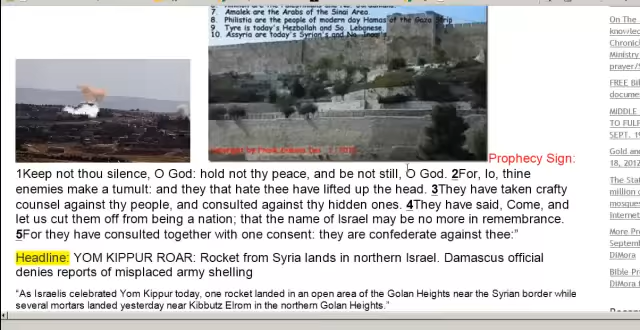 7. Amalek are the Arabs of the Sinai Area.
8. Philistia are the people of modern day Hamas of the Gaza Strip
9. Tyre is today's Hezbollah and So. Lebanese.
10. Assyria are today's Syrian's and No. Iraqi's
Prophecy Sign:
1Keep not thou silence, O God: hold not thy peace, and be not still, O God. 2For, lo, thine
enemies make a tumult: and they that hate thee have lifted up the head. 3They have taken crafty
counsel against thy people, and consulted against thy hidden ones. 4They have said, Come, and
let us cut them off from being a nation; that the name of Israel may be no more in remembrance.
5For they have consulted together with one consent: they are confederate against thee:”
Headline: YOM KIPPUR ROAR: Rocket from Syria lands in northern Israel. Damascus official
denies reports of misplaced army shelling
“As Israelis celebrated Yom Kippur today, one rocket landed in an open area of the Golan Heights near the Syrian border while
several mortars landed yesterday near Kibbutz Elrom in the northern Golan Heights.”
On The
knowled
Ministry
prayer/S
FREE Bi
docume
MIDDLE
TO FULF
SEPT. 1
Gold an
18, 2012
The Stat
million
mosques
Internet
More Pr
Septemb
DiMora
Bible Pr
DiMora